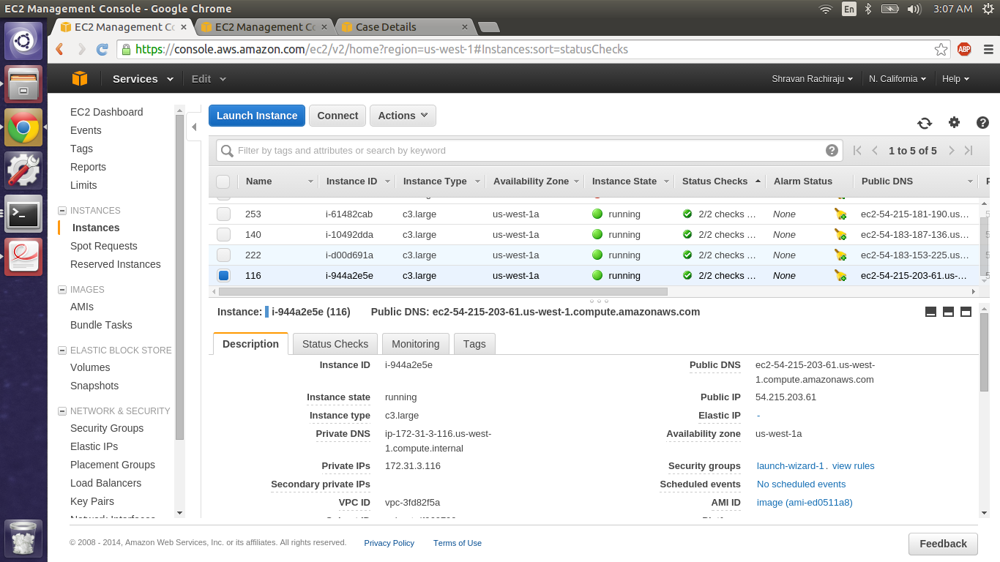 EC2 Management Console - Google Chrome
En
3:07 AM
EC2 Management Co
EC2 Management Co
Case Details
https://console.aws.amazon.com/ec2/v2/home?region=us-west-1#Instances:sort=statusChecks
ABP
Services
Edit
Shravan Rachiraju
N. California
Help
EC2 Dashboard
Events
Tags
Reports
Limits
INSTANCES
Instances
Spot Requests
Reserved Instances
IMAGES
AMIs
Bundle Tasks
ELASTIC BLOCK STORE
Volumes
Snapshots
NETWORK & SECURITY
Security Groups
Elastic IPs
Placement Groups
Load Balancers
Key Pairs
Network Interfaces
Launch Instance
Connect
Actions
Filter by tags and attributes or search by keyword
1 to 5 of 5
Name Instance ID Instance Type Availability Zone Instance State Status Checks Alarm Status Public DNS
253 i-61482cab c3.large us-west-1a running 2/2 checks … None ec2-54-215-181-190.us… 5
140 i-10492dda c3.large us-west-1a running 2/2 checks … None ec2-54-183-187-136.us… 5
222 i-d00d691a c3.large us-west-1a running 2/2 checks … None ec2-54-183-153-225.us… 5
116 i-944a2e5e c3.large us-west-1a running 2/2 checks … None ec2-54-215-203-61.us-… 5
Instance: i-944a2e5e (116) Public DNS: ec2-54-215-203-61.us-west-1.compute.amazonaws.com
Description
Status Checks
Monitoring
Tags
Instance ID i-944a2e5e
Public DNS ec2-54-215-203-61.us-west-
1.compute.amazonaws.com
Instance state running
Public IP 54.215.203.61
Instance type c3.large
Elastic IP -
Private DNS ip-172-31-3-116.us-west-
1.compute.internal
Availability zone us-west-1a
Private IPs 172.31.3.116
Security groups launch-wizard-1 . view rules
Secondary private IPs
Scheduled events No scheduled events
VPC ID vpc-3fd82f5a
AMI ID image (ami-ed0511a8)
© 2008 - 2014, Amazon Web Services, Inc. or its affiliates. All rights reserved.
Privacy Policy
Terms of Use
Feedback